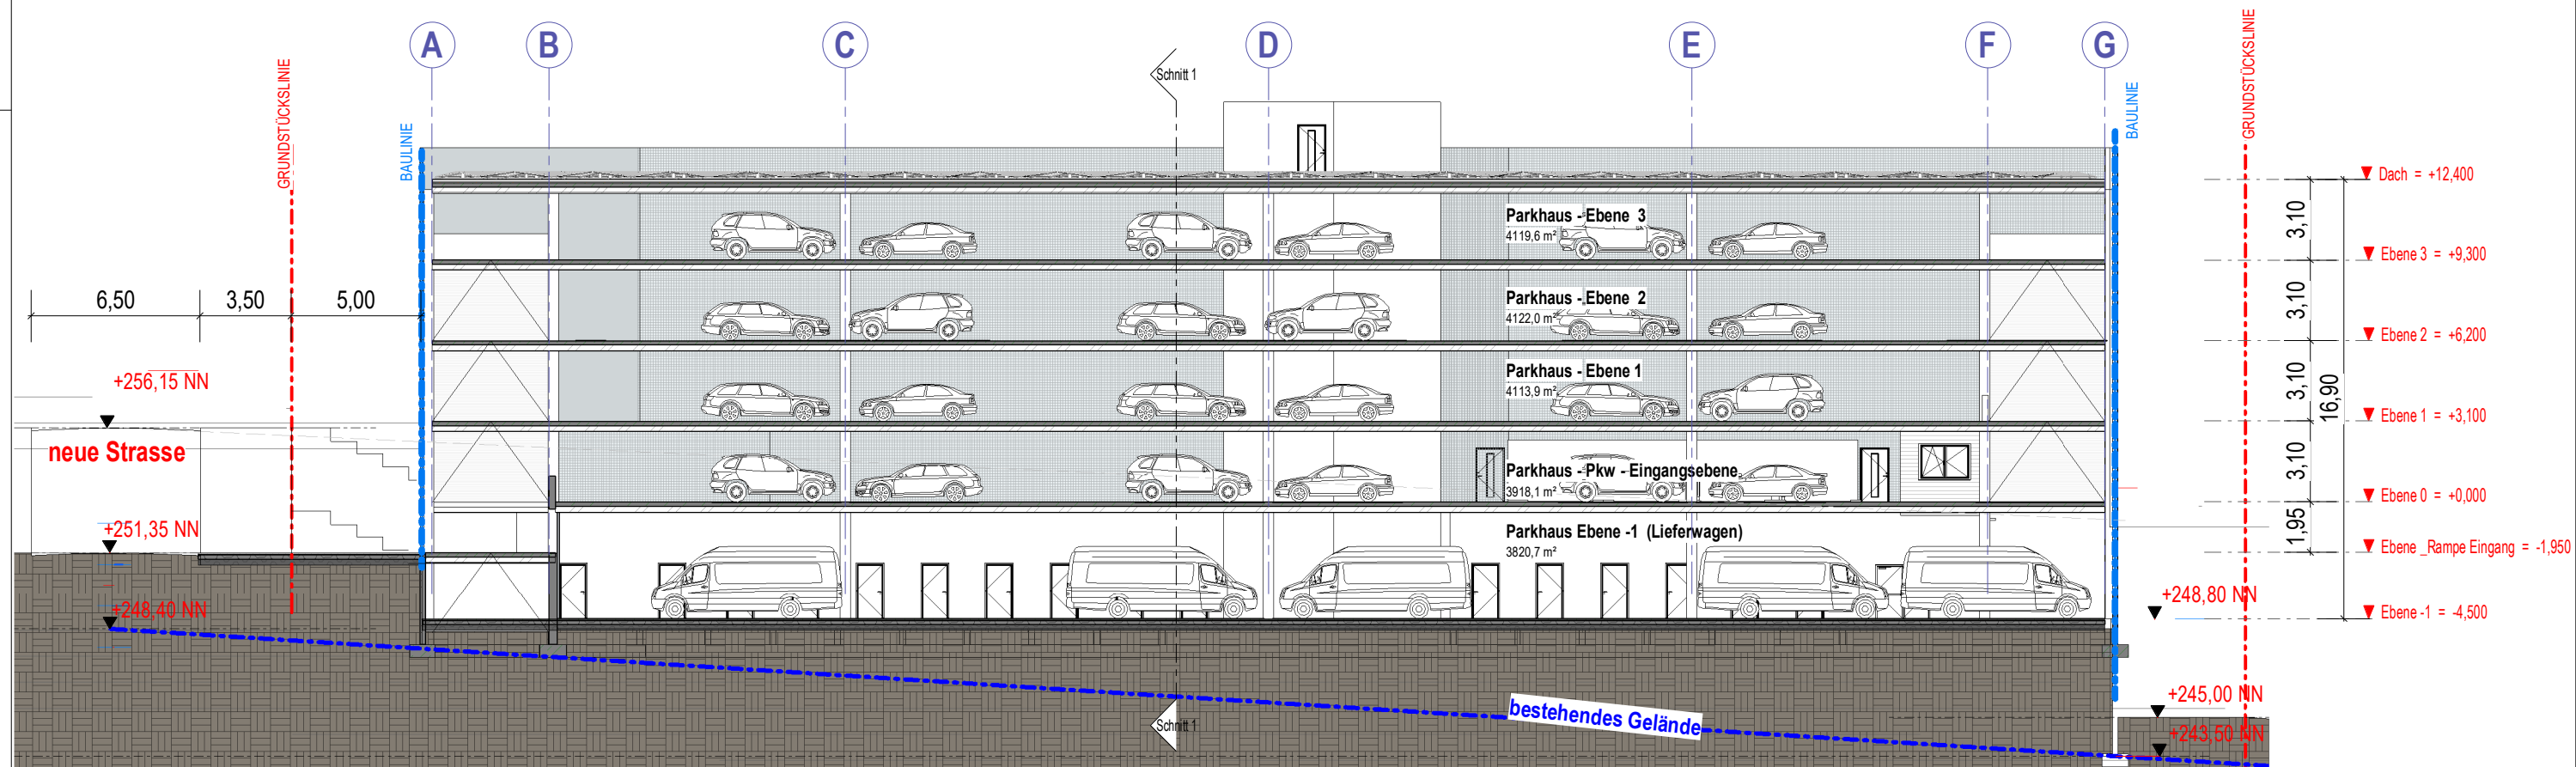 A B C D E F G
GRUNDSTÜCKSLINIE
BAULINIE
Schnitt 1
BAULINIE
GRUNDSTÜCKSLINIE
Dach = +12,400
3,10
Parkhaus - Ebene 3
4119,6 m²
Ebene 3 = +9,300
6,50 3,50 5,00
3,10
Parkhaus - Ebene 2
4122,0 m²
Ebene 2 = +6,200
+256,15 NN
3,10
16,90
Parkhaus - Ebene 1
4113,9 m²
Ebene 1 = +3,100
neue Strasse
3,10
Parkhaus - Pkw - Eingangsebene
3918,1 m²
Ebene 0 = +0,000
+251,35 NN
1,95
Parkhaus Ebene -1 (Lieferwagen)
3820,7 m²
Ebene _Rampe Eingang = -1,950
+248,40 NN
+248,80 NN
Ebene -1 = -4,500
+245,00 NN
bestehendes Gelände
Schnitt 1
+243,50 NN